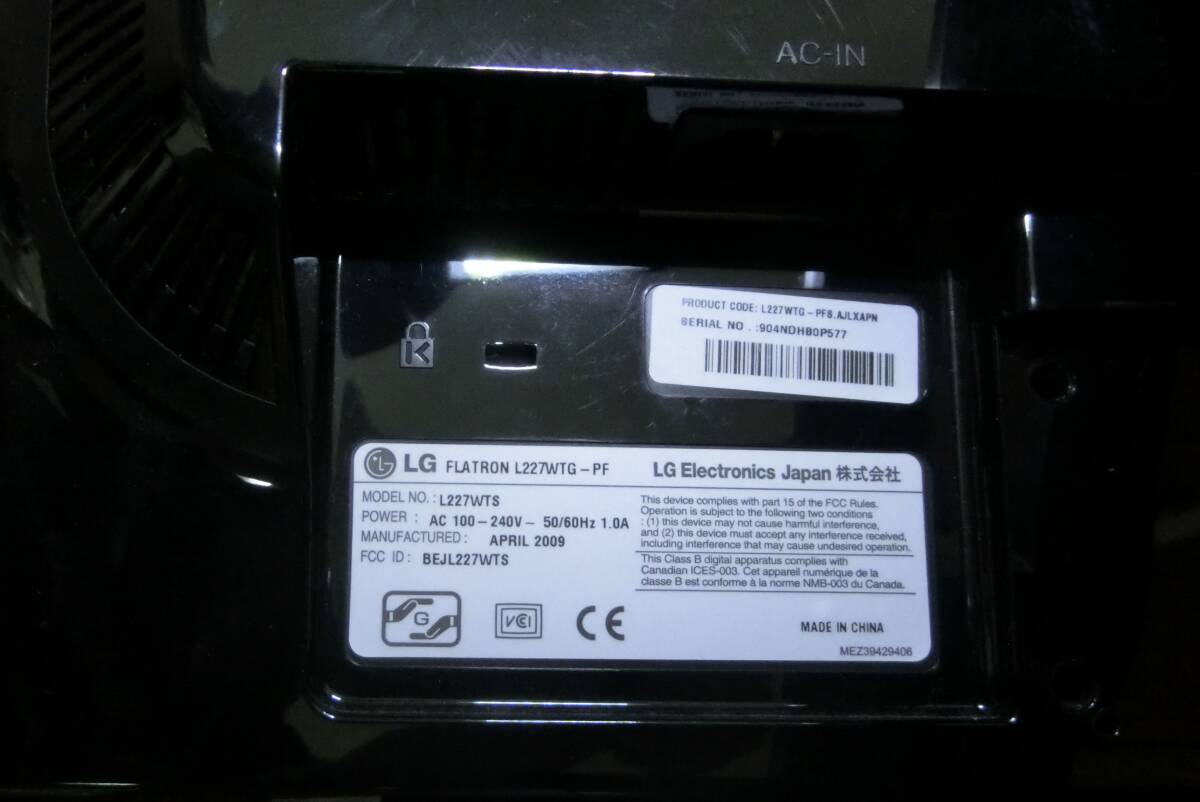 AC-IN
PRODUCT CODE: L227WTG-PFS.AJLXAPN
SERIAL NO. :904NDHB0P577
K
LG FLATRON L227WTG-PF
LG Electronics Japan 株式会社
MODEL NO.: L227WTS
POWER : AC 100-240V~ 50/60Hz 1.0A
MANUFACTURED: APRIL 2009
FCC ID: BEJL227WTS
This device complies with part 15 of the FCC Rules.
Operation is subject to the following two conditions
: (1) this device may not cause harmful interference,
and (2) this device must accept any interference received,
including interference that may cause undesired operation.
This Class B digital apparatus complies with
Canadian ICES-003. Cet appareil numérique de la
classe B est conforme à la norme NMB-003 du Canada.
G
VCCI
CE
MADE IN CHINA
MEZ39429406